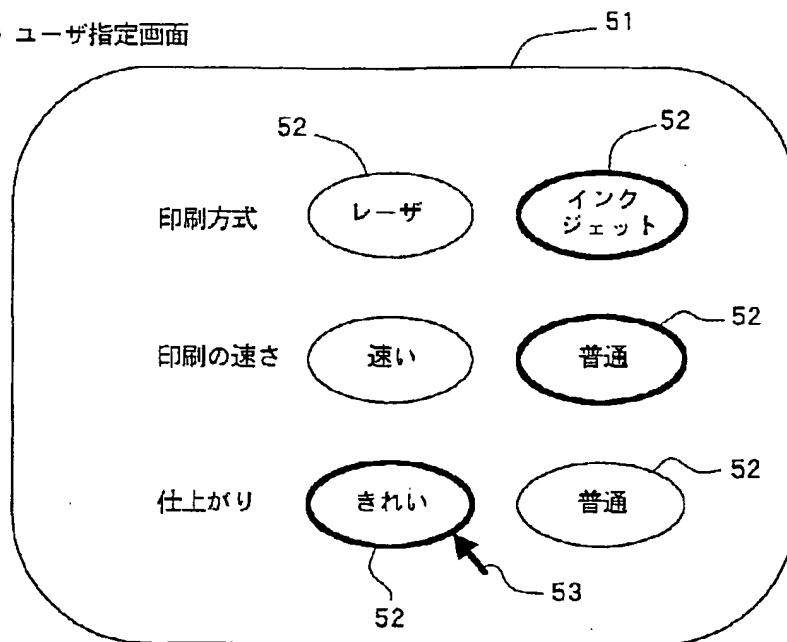 ユーザ指定画面
51
52
52
印刷方式
レーザ
インク
ジェット
52
印刷の速さ
速い
普通
52
仕上がり
きれい
普通
52
53